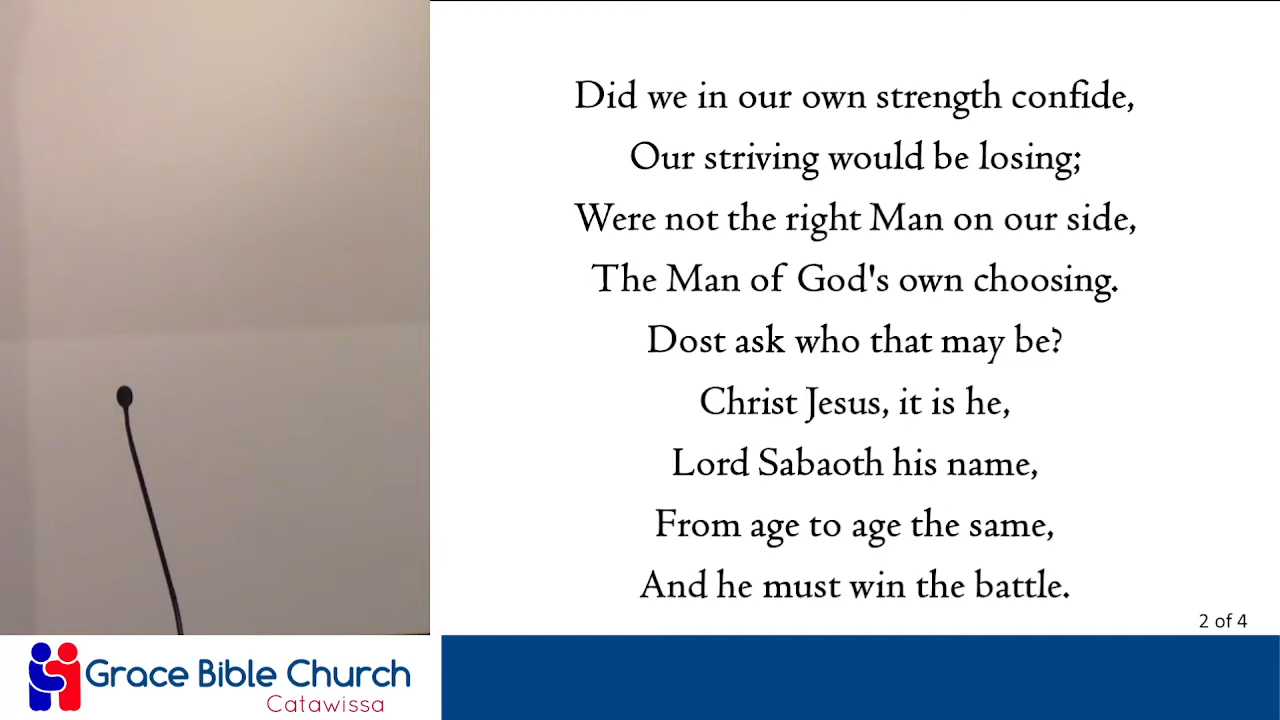 Did we in our own strength confide,
Our striving would be losing;
Were not the right Man on our side,
The Man of God's own choosing.
Dost ask who that may be?
Christ Jesus, it is he,
Lord Sabaoth his name,
From age to age the same,
And he must win the battle.
2 of 4
Grace Bible Church
Catawissa